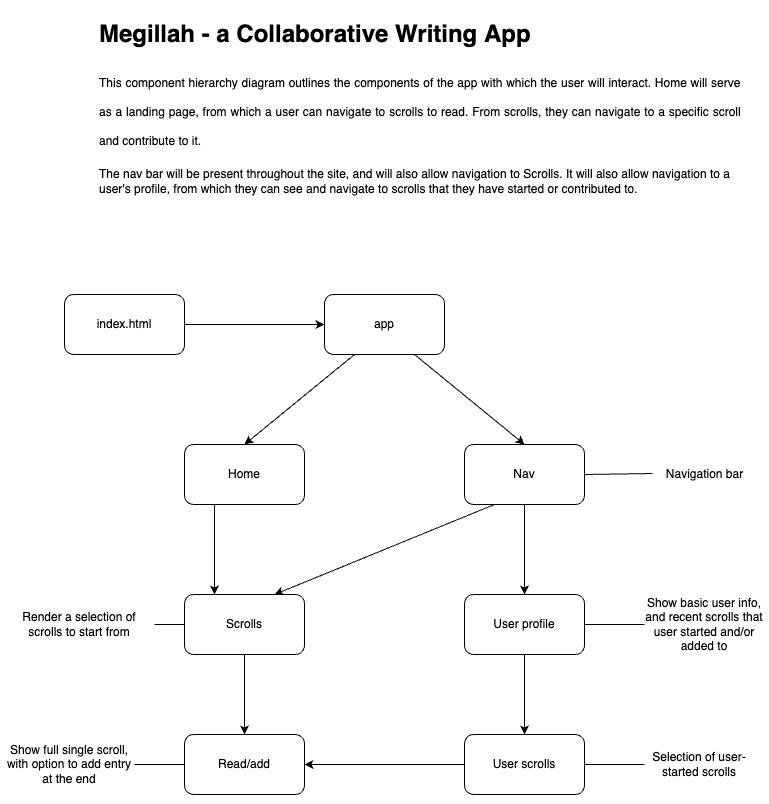 Megillah - a Collaborative Writing App
This component hierarchy diagram outlines the components of the app with which the user will interact. Home will serve
as a landing page, from which a user can navigate to scrolls to read. From scrolls, they can navigate to a specific scroll
and contribute to it.
The nav bar will be present throughout the site, and will also allow navigation to Scrolls. It will also allow navigation to a
user's profile, from which they can see and navigate to scrolls that they have started or contributed to.
index.html
app
Home
Nav
Navigation bar
Render a selection of
scrolls to start from
Scrolls
User profile
Show basic user info,
and recent scrolls that
user started and/or
added to
Show full single scroll,
with option to add entry
at the end
Read/add
User scrolls
Selection of user-
started scrolls